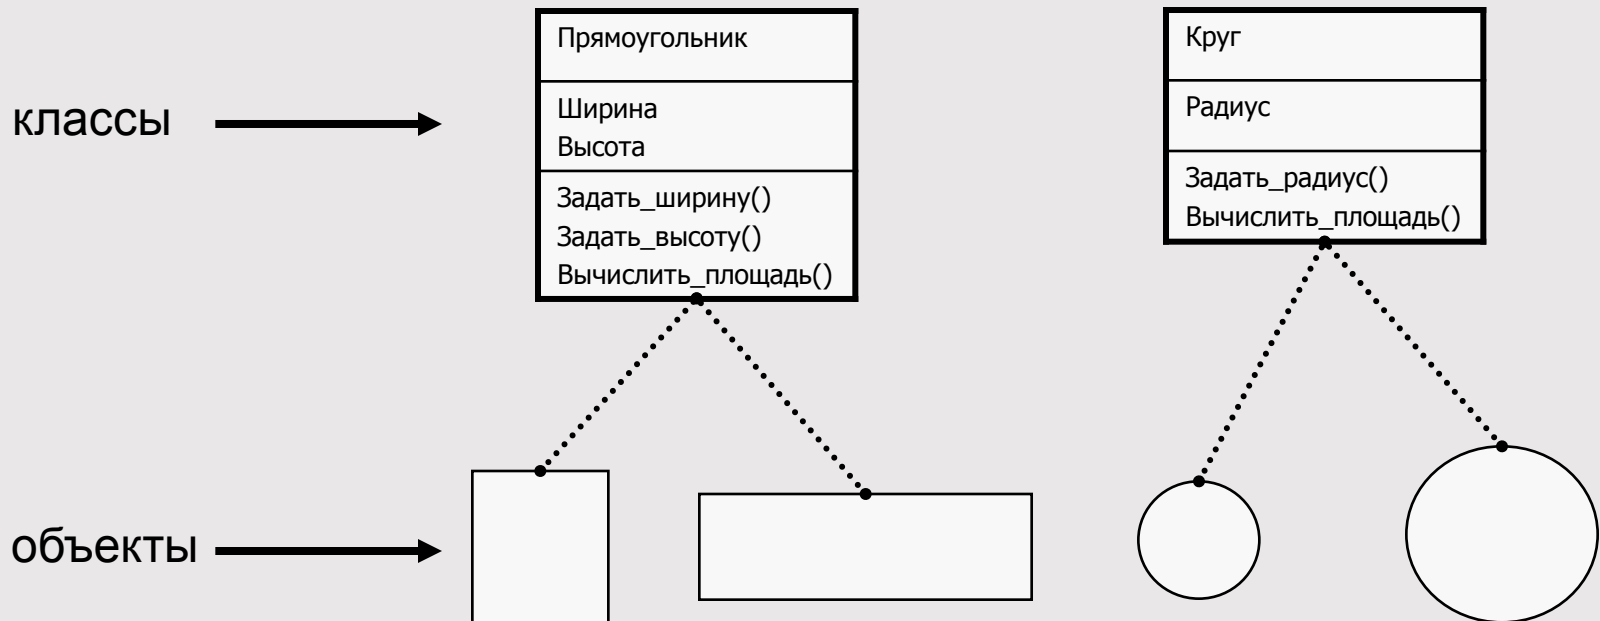 Прямоугольник
Ширина
Высота
Задать_ширину()
Задать_высоту()
Вычислить_площадь()
Круг
Радиус
Задать_радиус()
Вычислить_площадь()
классы
объекты